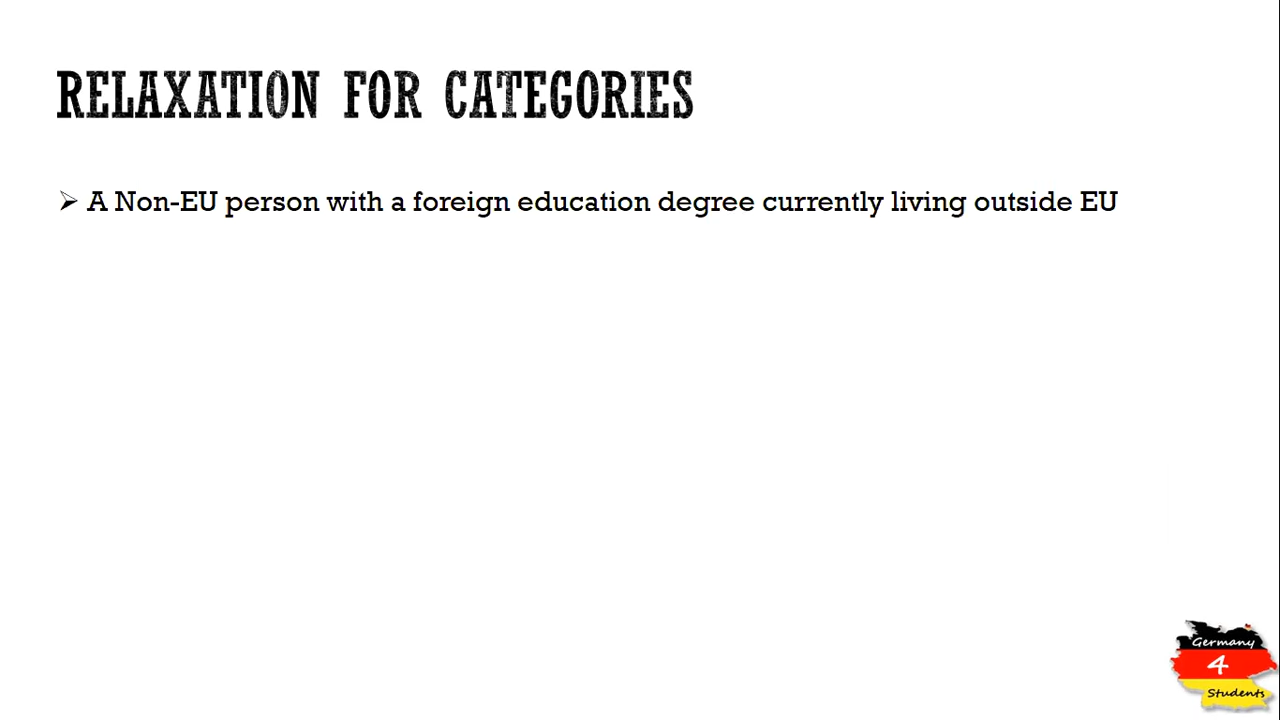 RELAXATION FOR CATEGORIES
➢ A Non-EU person with a foreign education degree currently living outside EU
Germany
4
Students